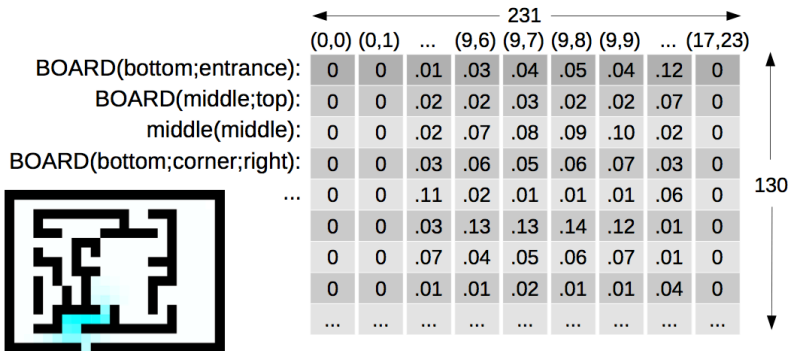 231
(0,0) (0,1) ... (9,6) (9,7) (9,8) (9,9) ... (17,23)
BOARD(bottom;entrance): 0 0 .01 .03 .04 .05 .04 .12 0
BOARD(middle;top): 0 0 .02 .02 .03 .02 .02 .07 0
middle(middle): 0 0 .02 .07 .08 .09 .10 .02 0
BOARD(bottom;corner;right): 0 0 .03 .06 .05 .06 .07 .03 0
... 0 0 .11 .02 .01 .01 .01 .06 0
130
0 0 .03 .13 .13 .14 .12 .01 0
0 0 .07 .04 .05 .06 .07 .01 0
0 0 .01 .01 .02 .01 .01 .04 0
... ... ... ... ... ... ... ... ...